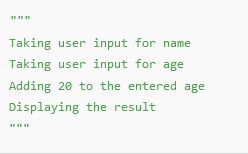 """
Taking user input for name
Taking user input for age
Adding 20 to the entered age
Displaying the result
"""